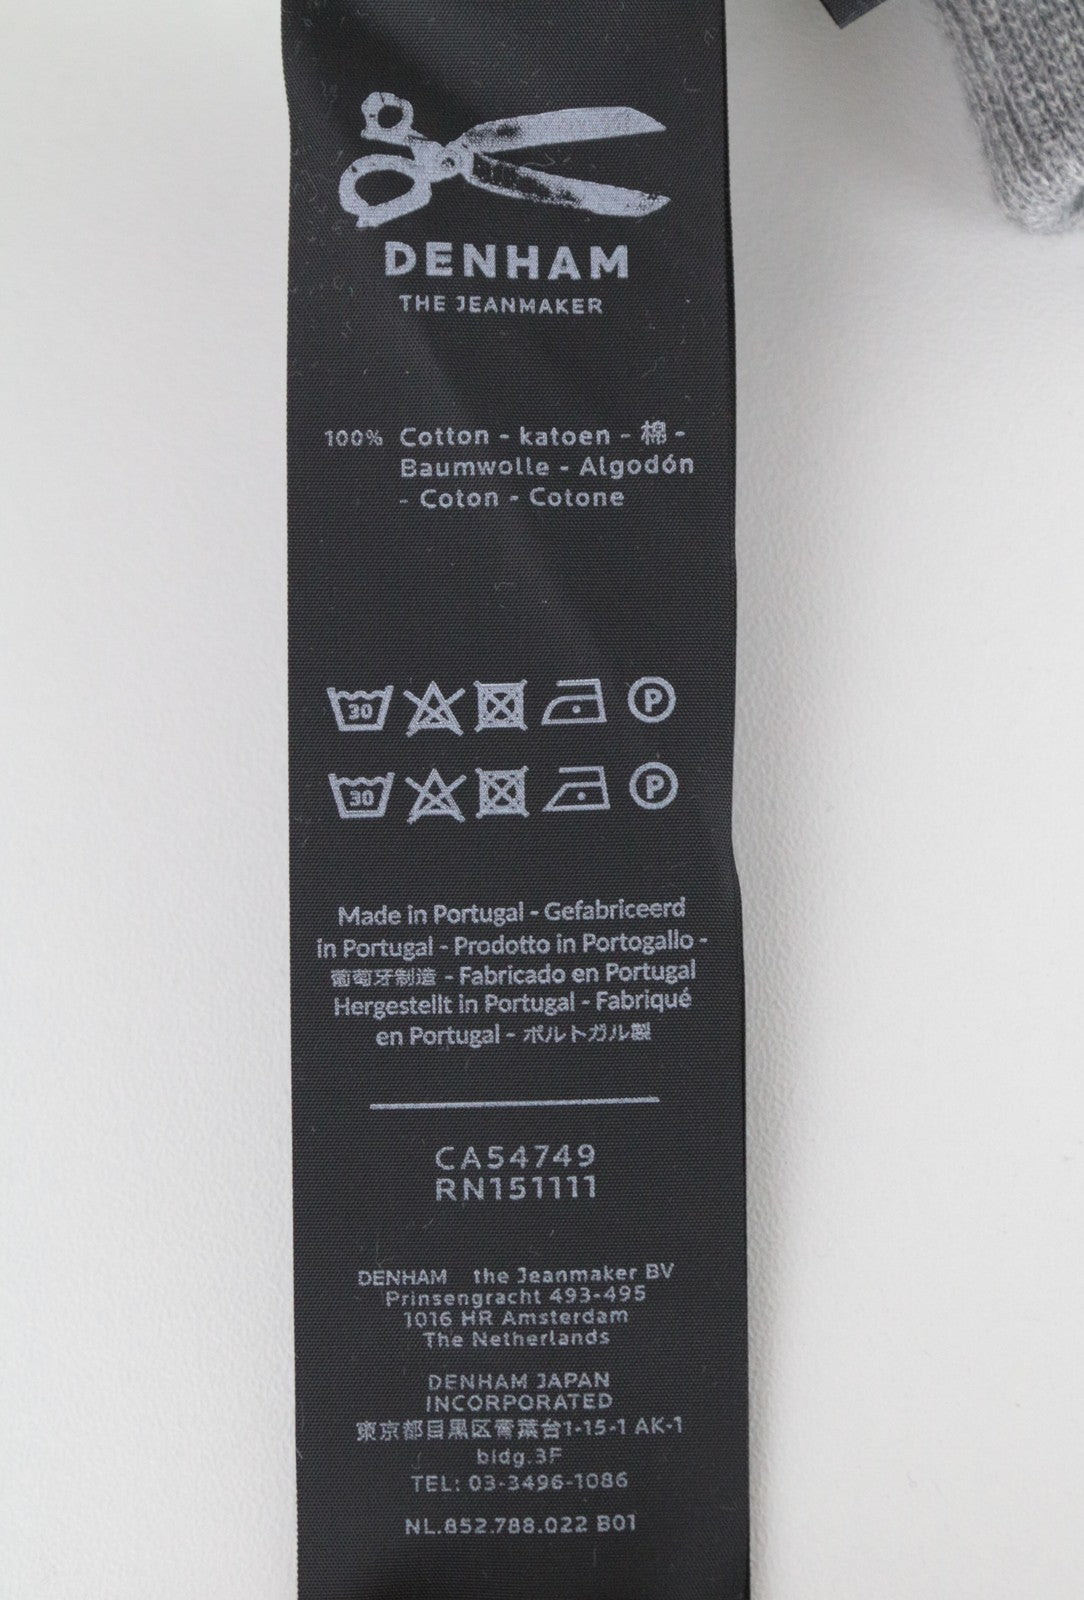 DENHAM
THE JEANMAKER
100% Cotton - katoen - 棉 -
Baumwolle - Algodón
- Coton - Cotone
30 P
30 P
Made in Portugal - Gefabriceerd
in Portugal - Prodotto in Portogallo -
葡萄牙制造 - Fabricado en Portugal
Hergestellt in Portugal - Fabriqué
en Portugal - ポルトガル製
CA54749
RN151111
DENHAM the Jeanmaker BV
Prinsengracht 493-495
1016 HR Amsterdam
The Netherlands
DENHAM JAPAN
INCORPORATED
東京都目黒区青葉台1-15-1 AK-1
bldg.3F
TEL: 03-3496-1086
NL.852.788.022 B01